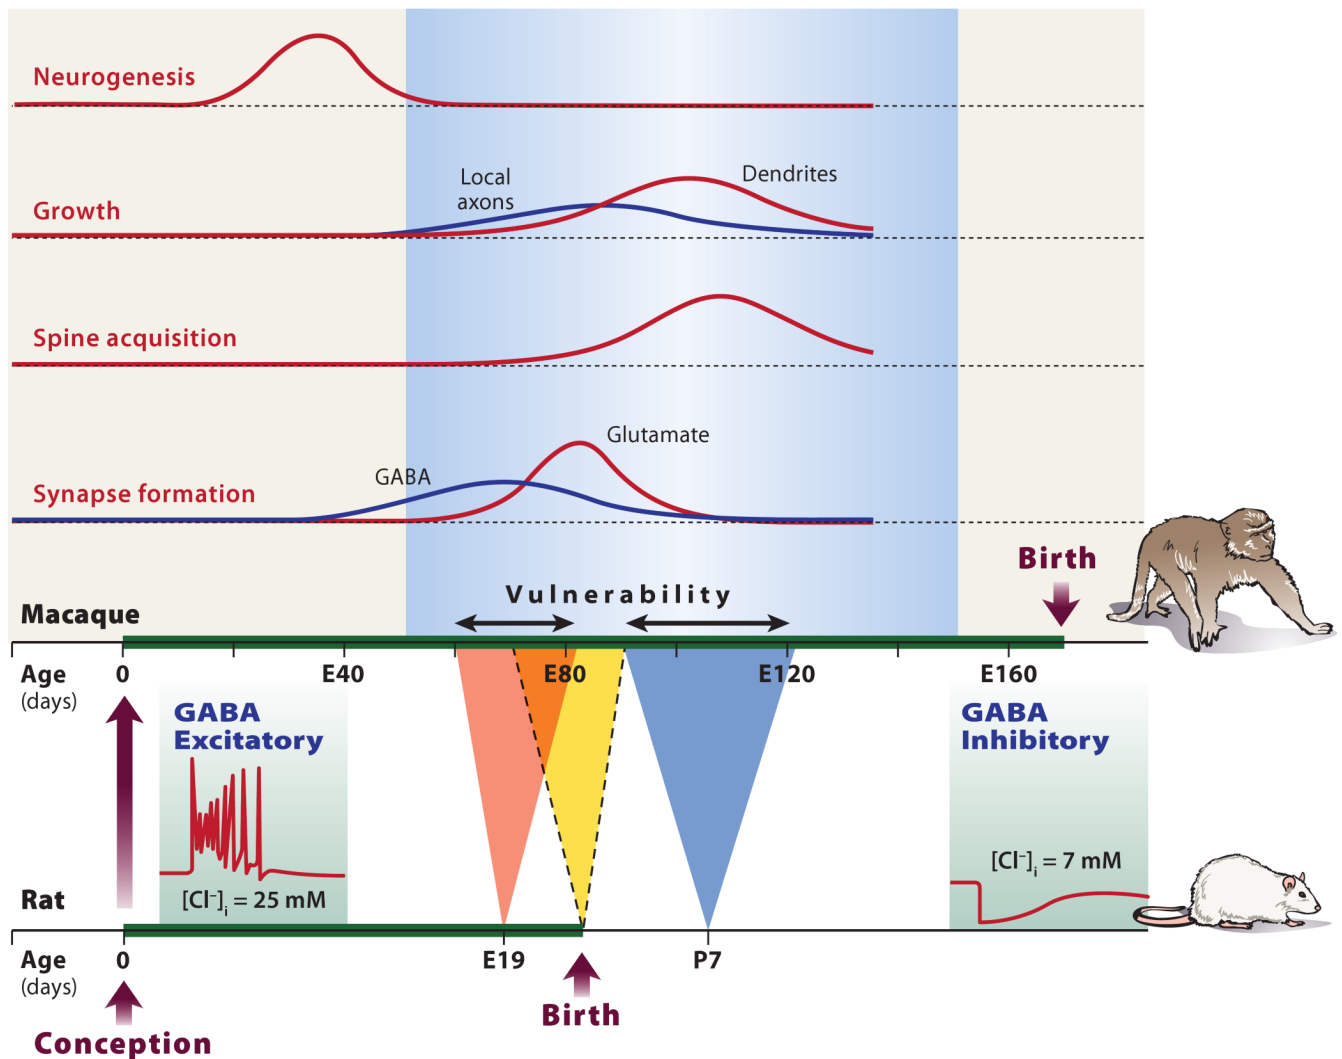 Neurogenesis
Local
axons
Dendrites
Growth
Spine acquisition
Glutamate
GABA
Synapse formation
Birth
Vulnerability
Macaque
Age
(days)
0
E40
E80
E120
E160
GABA
Excitatory
[Cl⁻]i = 25 mM
GABA
Inhibitory
[Cl⁻]i = 7 mM
Rat
Age
(days)
0
E19
P7
Birth
Conception